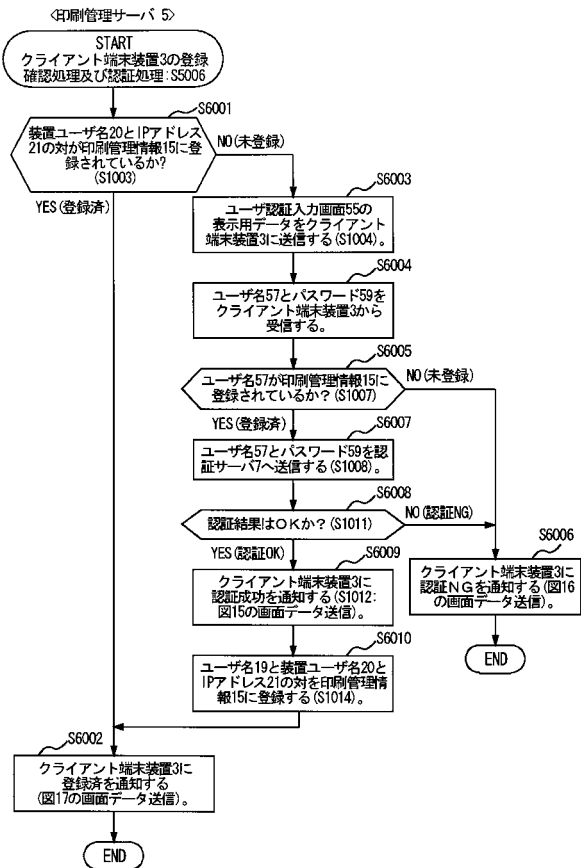 〈印刷管理サーバ 5〉
START
クライアント端末装置3の登録
確認処理及び認証処理:S5006
S6001
装置ユーザ名20とIPアドレス
21の対が印刷管理情報15に登
録されているか?
(S1003)
NO(未登録)
YES(登録済)
S6003
ユーザ認証入力画面55の
表示用データをクライアント
端末装置3に送信する(S1004)。
S6004
ユーザ名57とパスワード59を
クライアント端末装置3から
受信する。
S6005
ユーザ名57が印刷管理情報15に
登録されているか?(S1007)
NO(未登録)
YES(登録済)
S6007
ユーザ名57とパスワード59を認
証サーバ7へ送信する(S1008)。
S6008
認証結果はOKか?(S1011)
NO(認証NG)
YES(認証OK)
S6009
クライアント端末装置3に
認証成功を通知する(S1012:
図15の画面データ送信)。
S6006
クライアント端末装置3に
認証NGを通知する(図16
の画面データ送信)。
END
S6010
ユーザ名19と装置ユーザ名20と
IPアドレス21の対を印刷管理情
報15に登録する(S1014)。
S6002
クライアント端末装置3に
登録済を通知する
(図17の画面データ送信)。
END